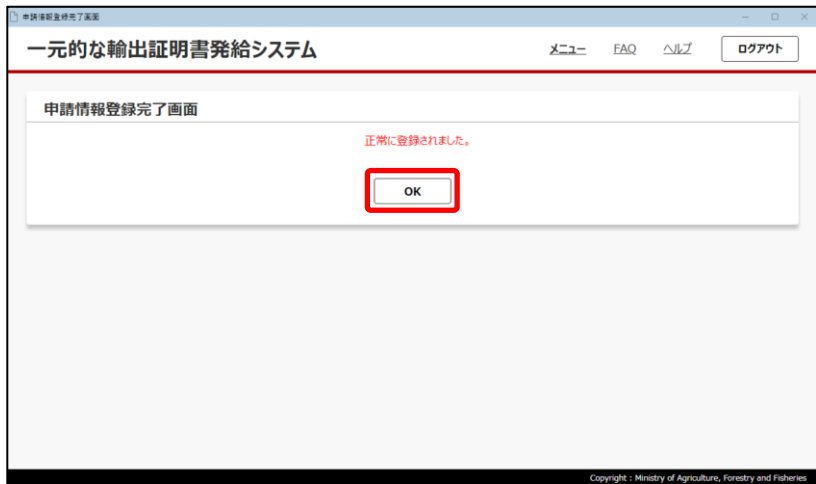 申請情報登録完了画面
一元的な輸出証明書発給システム
メニュー FAQ ヘルプ ログアウト
申請情報登録完了画面
正常に登録されました。
OK
Copyright : Ministry of Agriculture, Forestry and Fisheries